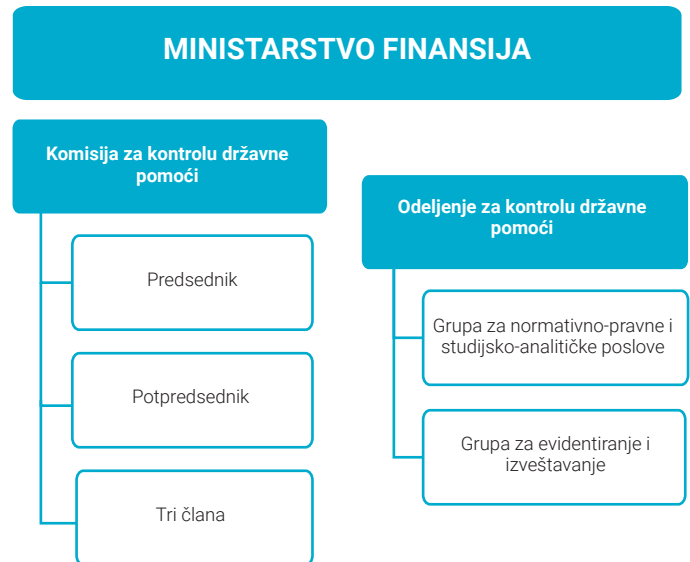 MINISTARSTVO FINANSIJA
Komisija za kontrolu državne
pomoći
Predsednik
Potpredsednik
Tri člana
Odeljenje za kontrolu državne
pomoći
Grupa za normativno-pravne i
studijsko-analitičke poslove
Grupa za evidentiranje i
izveštavanje